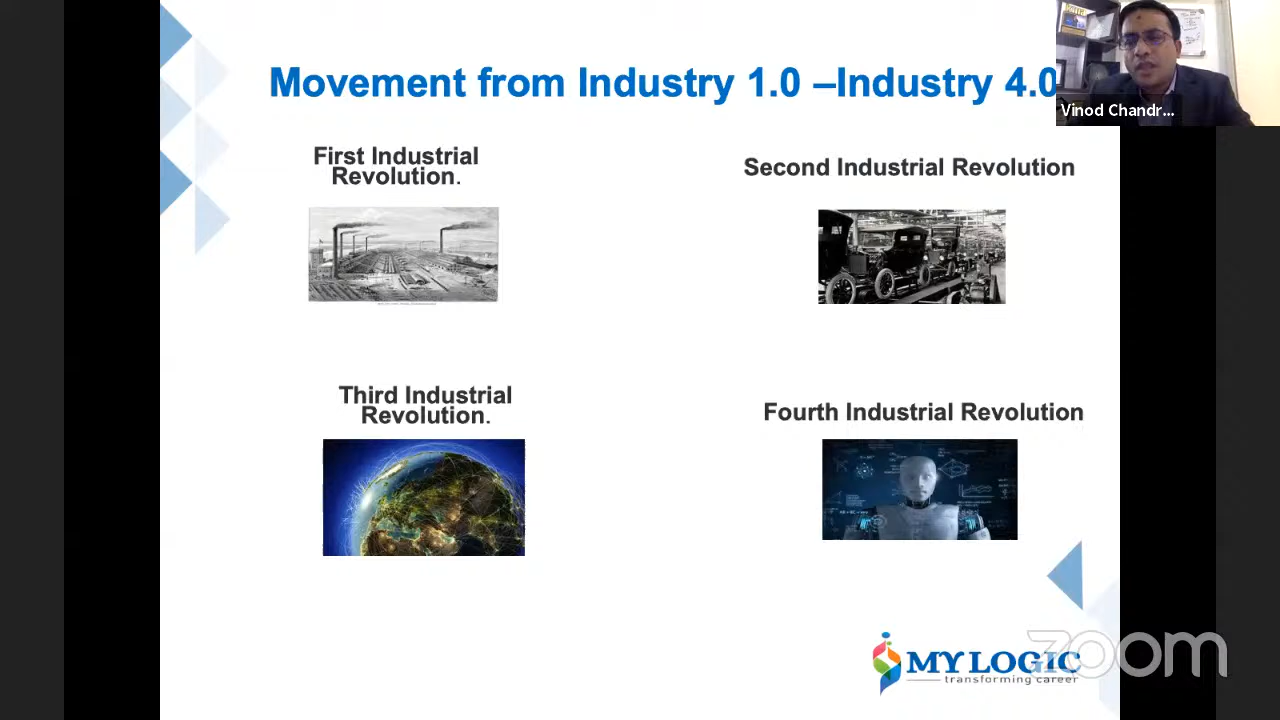 Movement from Industry 1.0 –Industry 4.0
Vinod Chandr...
First Industrial
Revolution.
Second Industrial Revolution
Third Industrial
Revolution.
Fourth Industrial Revolution
MY LOGIC
transforming career
zoom